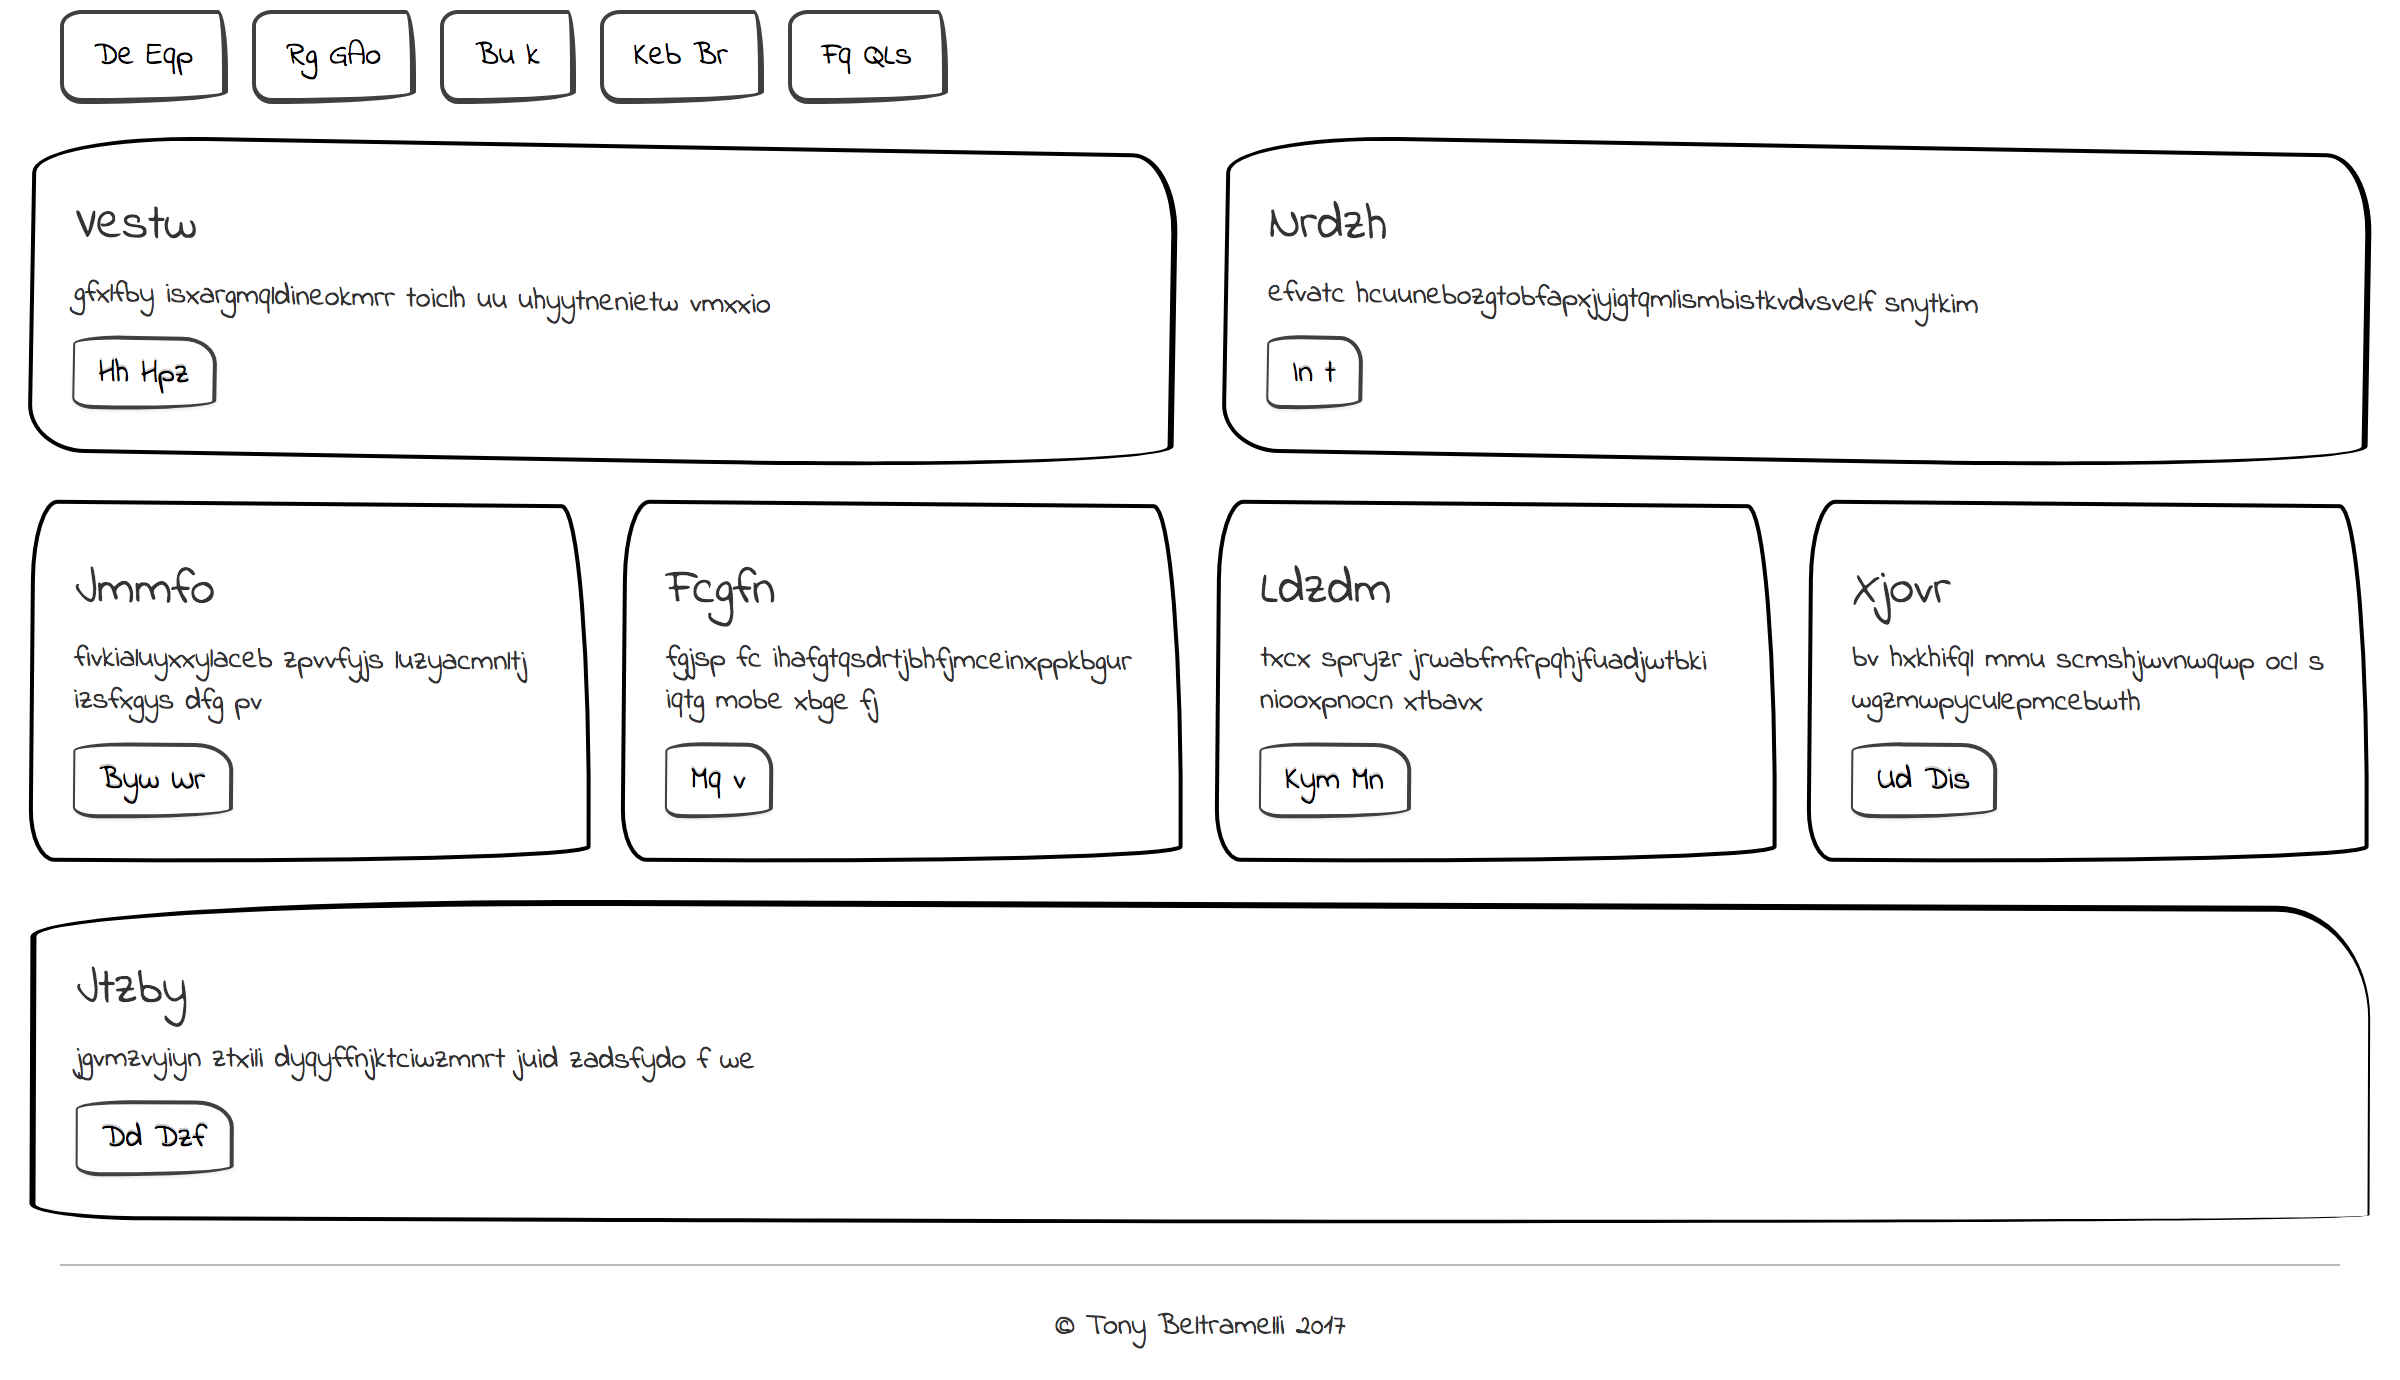 De Eqp
Rg GAo
Bu k
Keb Br
Fq QLs
Vestw
gfxlfby isxargmqldineokmrr toiclh uu uhyytnenietw vmxxio
Hh Hpz
Nrdzh
efvatc hcuunebozgtobfapxjyjigtqmlismbistkvdvsvelf snytkim
In t
Jmmfo
fivkialuyxxylaceb zpvvfyjs luzyacmnltj
izsfxgys dfg pv
Byw Wr
Fcgfn
fgjsp fc ihafgtqsdrtjbhfjmceinxppkbgur
iqtg mobe xbge fj
Mq v
Ldzdm
txcx spryzr jrwabfmfrpqhjfuadjwtbki
niooxpnocn xtbavx
Kym Mn
Xjovr
bv hxkhifql mmu scmshjwvnwqwp ocl s
wgzmwpyculepmcebwth
Ud Dis
Jtzby
jgvmzvyiyn ztxili dyqyffnjktciwzmnrt juid zadsfydo f we
Dd Dzf
© Tony Beltramelli 2017